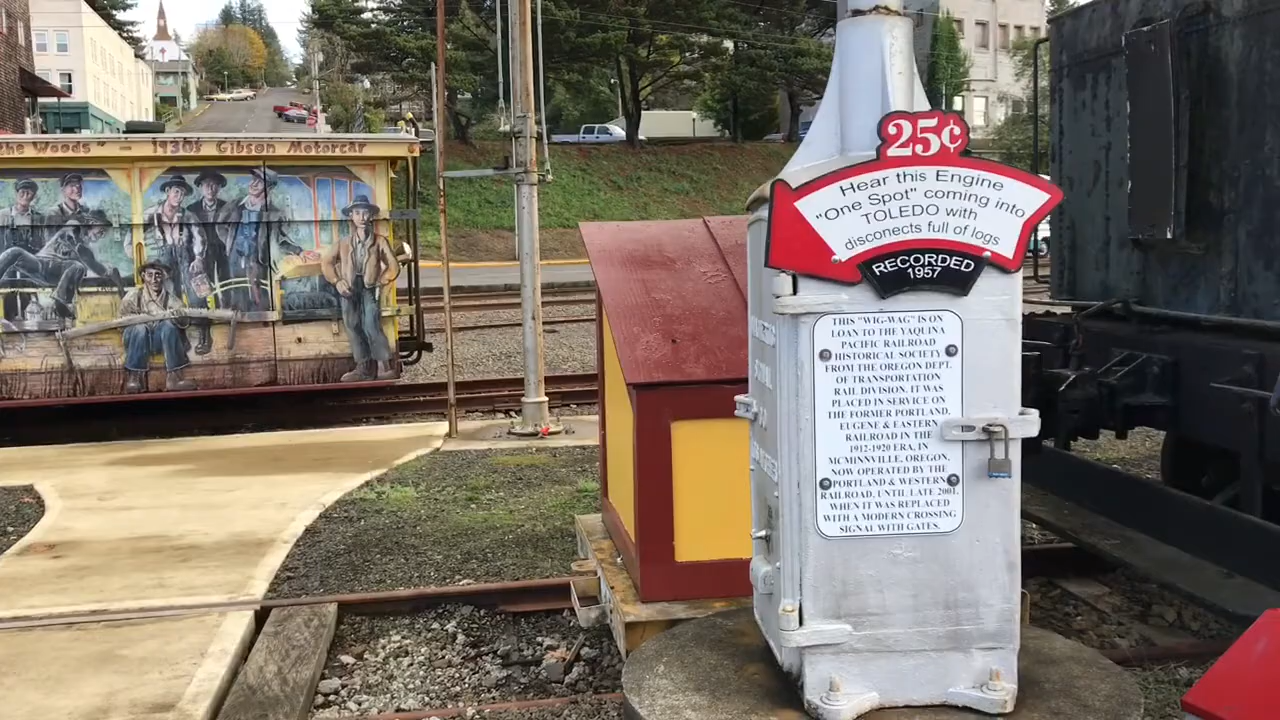 the Woods" - 1930's Gibson Motorcar
25¢
Hear this Engine
"One Spot" coming into
TOLEDO with
disconects full of logs
RECORDED
1957
THIS "WIG-WAG" IS ON
LOAN TO THE YAQUINA
PACIFIC RAILROAD
HISTORICAL SOCIETY
FROM THE OREGON DEPT.
OF TRANSPORTATION
RAIL DIVISION. IT WAS
PLACED IN SERVICE ON
THE FORMER PORTLAND,
EUGENE & EASTERN
RAILROAD IN THE
1912-1920 ERA, IN
MCMINNVILLE, OREGON.
NOW OPERATED BY THE
PORTLAND & WESTERN
RAILROAD, UNTIL LATE 2001,
WHEN IT WAS REPLACED
WITH A MODERN CROSSING
SIGNAL WITH GATES.